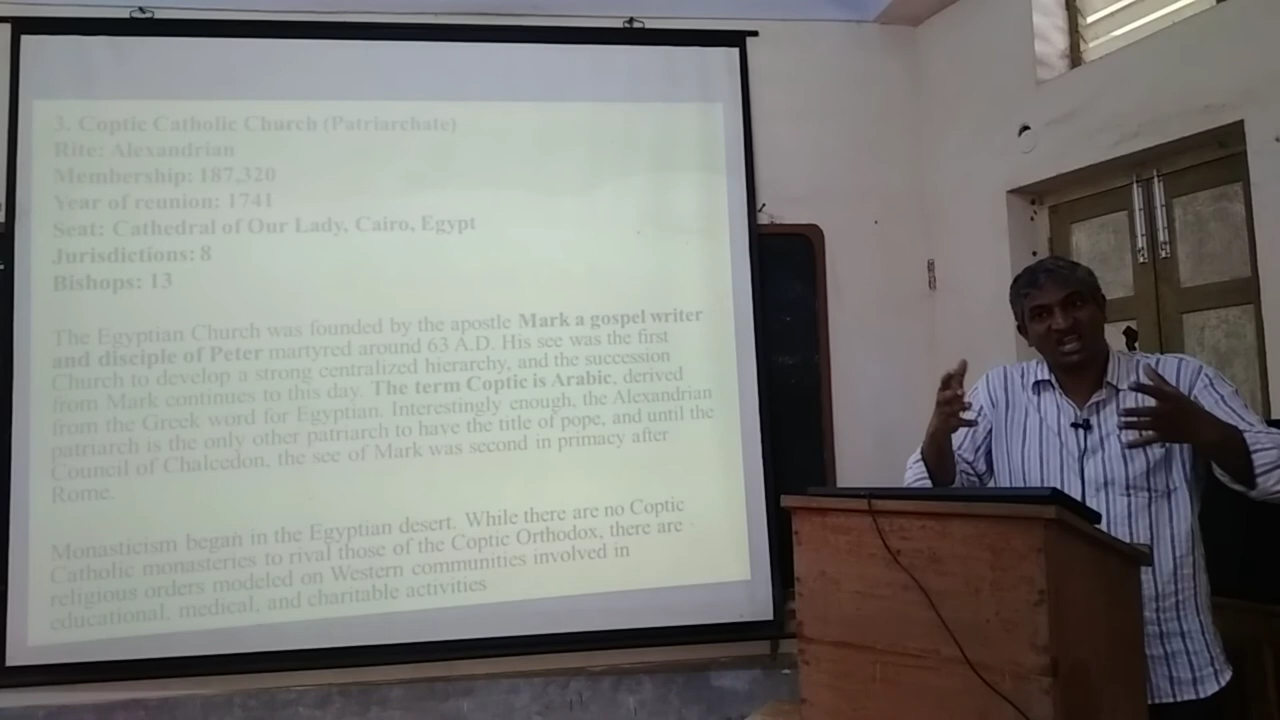 3. Coptic Catholic Church (Patriarchate)
Rite: Alexandrian
Membership: 187,320
Year of reunion: 1741
Seat: Cathedral of Our Lady, Cairo, Egypt
Jurisdictions: 8
Bishops: 13
The Egyptian Church was founded by the apostle Mark a gospel writer
and disciple of Peter martyred around 63 A.D. His see was the first
Church to develop a strong centralized hierarchy, and the succession
from Mark continues to this day. The term Coptic is Arabic, derived
from the Greek word for Egyptian. Interestingly enough, the Alexandrian
patriarch is the only other patriarch to have the title of pope, and until the
Council of Chalcedon, the see of Mark was second in primacy after
Rome.
Monasticism began in the Egyptian desert. While there are no Coptic
Catholic monasteries to rival those of the Coptic Orthodox, there are
religious orders modeled on Western communities involved in
educational, medical, and charitable activities